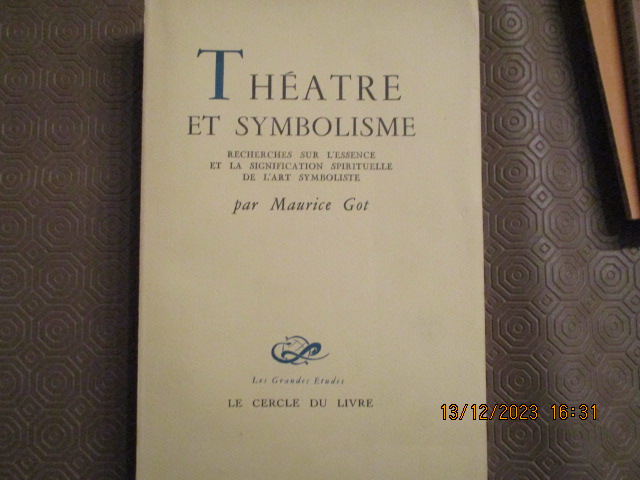 THÉATRE
ET SYMBOLISME
RECHERCHES SUR L'ESSENCE
ET LA SIGNIFICATION SPIRITUELLE
DE L'ART SYMBOLISTE
par Maurice Got
Les Grandes Etudes
LE CERCLE DU LIVRE
13/12/2023 16:31